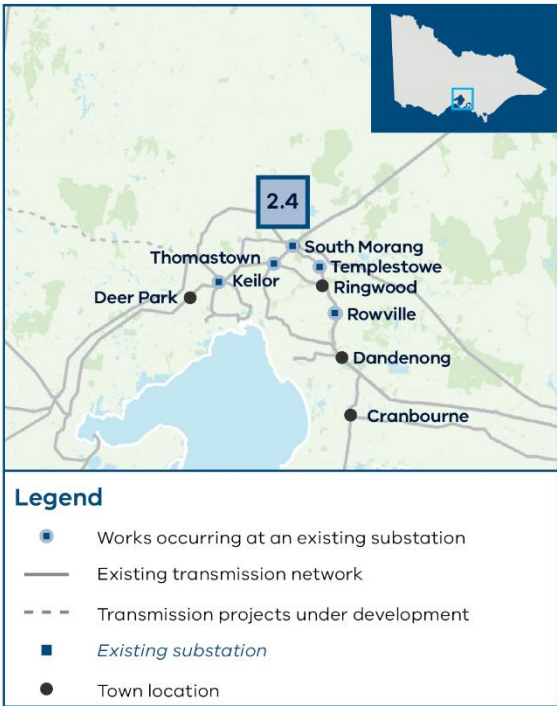 2.4
South Morang
Thomastown
Templestowe
Keilor
Ringwood
Deer Park
Rowville
Dandenong
Cranbourne
Legend
Works occurring at an existing substation
Existing transmission network
Transmission projects under development
Existing substation
Town location